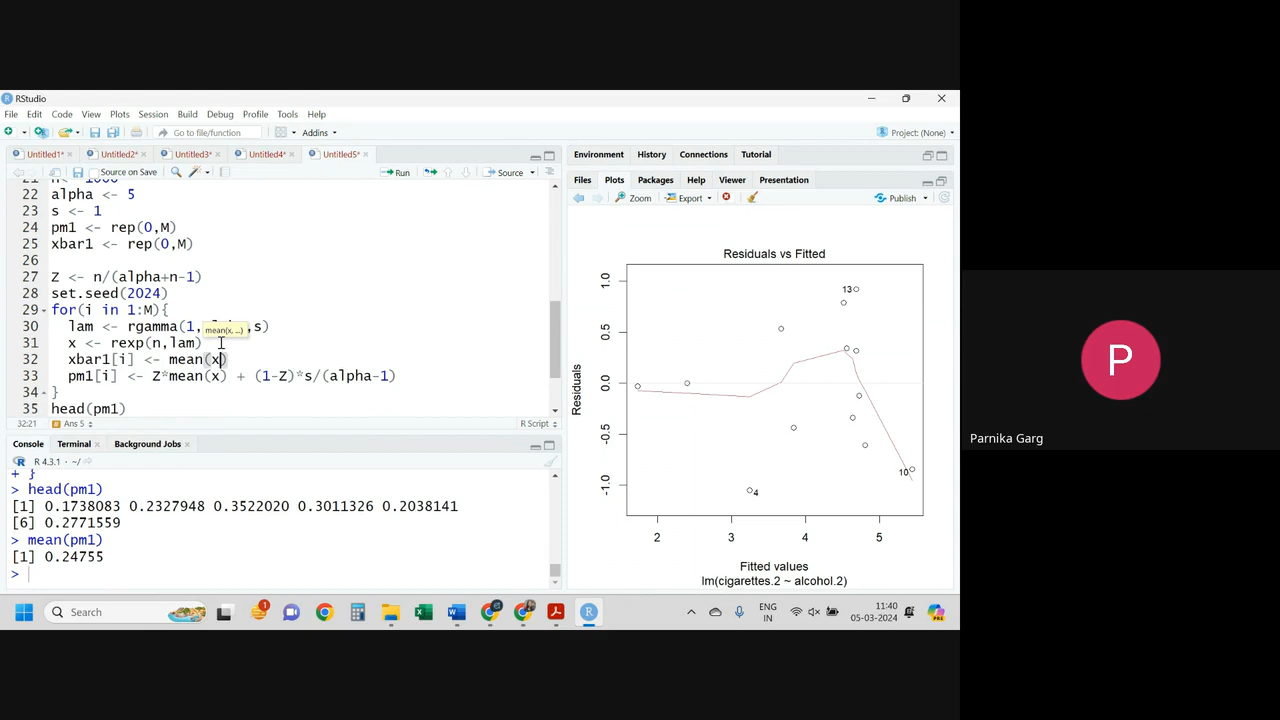 RStudio
File Edit Code View Plots Session Build Debug Profile Tools Help
Go to file/function Addins Project: (None)
Untitled1* Untitled2* Untitled3* Untitled4* Untitled5*
Source on Save Run Source
22 alpha <- 5
23 s <- 1
24 pm1 <- rep(0,M)
25 xbar1 <- rep(0,M)
26
27 Z <- n/(alpha+n-1)
28 set.seed(2024)
29 for(i in 1:M){
mean(x, ...)
30 lam <- rgamma(1, ,s)
31 x <- rexp(n,lam)
32 xbar1[i] <- mean(x)
33 pm1[i] <- Z*mean(x) + (1-Z)*s/(alpha-1)
34 }
35 head(pm1)
32:21 Ans 5 R Script
Console Terminal Background Jobs
R 4.3.1 · ~/
+ }
> head(pm1)
[1] 0.1738083 0.2327948 0.3522020 0.3011326 0.2038141
[6] 0.2771559
> mean(pm1)
[1] 0.24755
>
Environment History Connections Tutorial
Files Plots Packages Help Viewer Presentation
Zoom Export Publish
Residuals vs Fitted
Residuals
1.0
0.5
0.0
-0.5
-1.0
13
4
10
2 3 4 5
Fitted values
lm(cigarettes.2 ~ alcohol.2)
P
Parnika Garg
Search 1 ENG 11:40
IN 05-03-2024
PRE